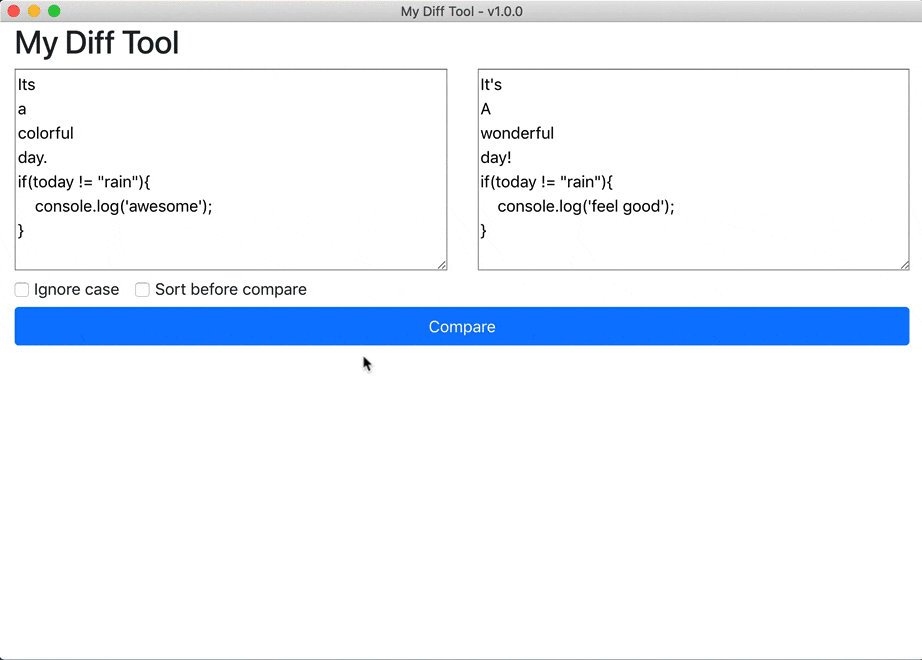 My Diff Tool - v1.0.0
My Diff Tool
Its
a
colorful
day.
if(today != "rain"){
    console.log('awesome');
}
It's
A
wonderful
day!
if(today != "rain"){
    console.log('feel good');
}
Ignore case
Sort before compare
Compare